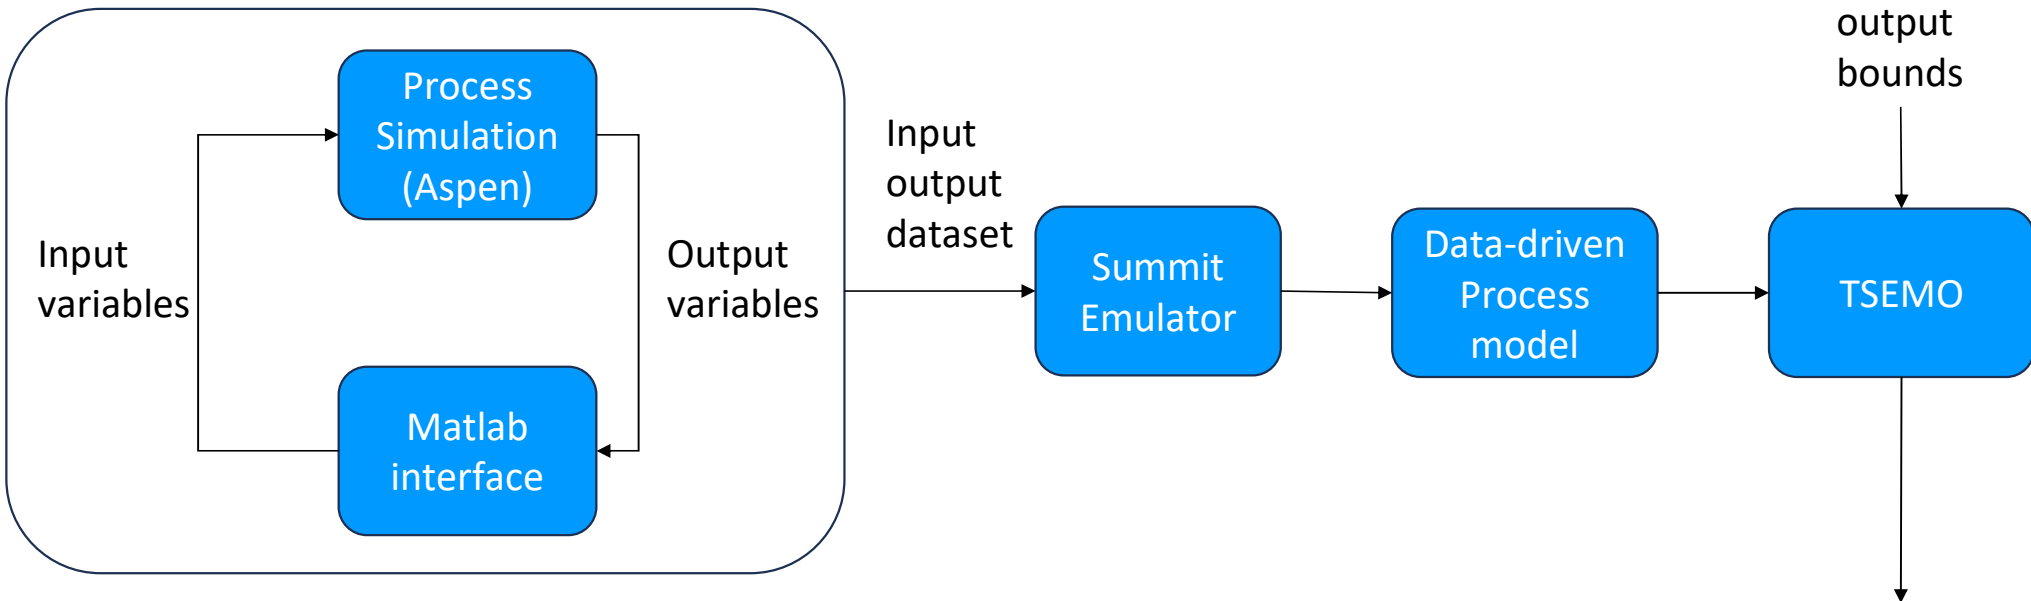 Process
Simulation
(Aspen)
Input
variables
Output
variables
Matlab
interface
Input
output
dataset
Summit
Emulator
Data-driven
Process
model
output
bounds
TSEMO